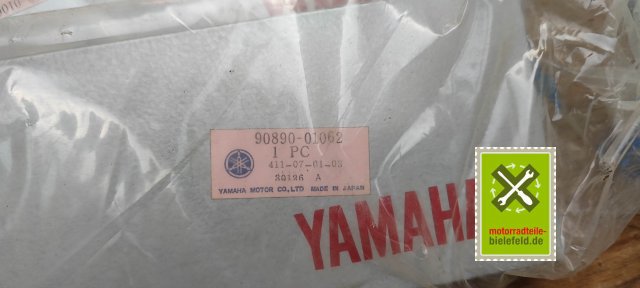 90890-01062
1 PC
411-07-01-03
30126 A
YAMAHA MOTOR CO., LTD MADE IN JAPAN
YAMAHA
motorradteile-
bielefeld.de